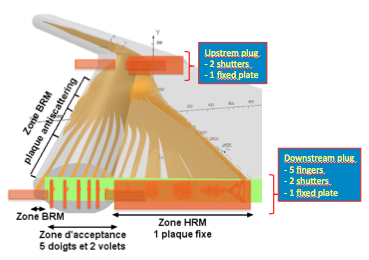 Upstrem plug
- 2 shutters
- 1 fixed plate
Y
Zone BRM
plaque antiscattering
Downstream plug
- 5 fingers
- 2 shutters
- 1 fixed plate
Zone BRM
Zone d'acceptance
5 doigts et 2 volets
Zone HRM
1 plaque fixe